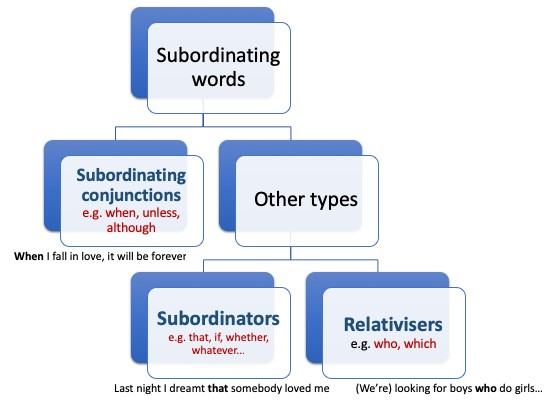 Subordinating
words
Subordinating
conjunctions
e.g. when, unless,
although
Other types
When I fall in love, it will be forever
Subordinators
e.g. that, if, whether,
whatever...
Relativisers
e.g. who, which
Last night I dreamt that somebody loved me
(We're) looking for boys who do girls...